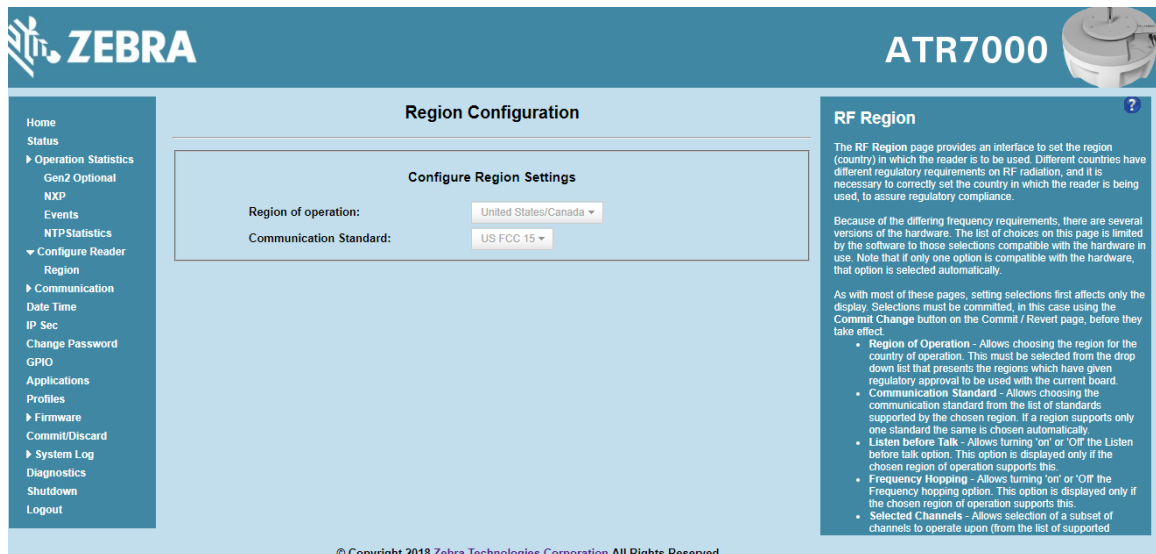 ZEBRA
ATR7000
Home
Status
Operation Statistics
Gen2 Optional
NXP
Events
NTPStatistics
Configure Reader
Region
Communication
Date Time
IP Sec
Change Password
GPIO
Applications
Profiles
Firmware
Commit/Discard
System Log
Diagnostics
Shutdown
Logout
Region Configuration
Configure Region Settings
Region of operation: United States/Canada
Communication Standard: US FCC 15
?
RF Region
The RF Region page provides an interface to set the region
(country) in which the reader is to be used. Different countries have
different regulatory requirements on RF radiation, and it is
necessary to correctly set the country in which the reader is being
used, to assure regulatory compliance.
Because of the differing frequency requirements, there are several
versions of the hardware. The list of choices on this page is limited
by the software to those selections compatible with the hardware in
use. Note that if only one option is compatible with the hardware,
that option is selected automatically.
As with most of these pages, setting selections first affects only the
display. Selections must be committed, in this case using the
Commit Change button on the Commit / Revert page, before they
take effect.
• Region of Operation - Allows choosing the region for the
country of operation. This must be selected from the drop
down list that presents the regions which have given
regulatory approval to be used with the current board.
• Communication Standard - Allows choosing the
communication standard from the list of standards
supported by the chosen region. If a region supports only
one standard the same is chosen automatically.
• Listen before Talk - Allows turning 'on' or 'Off' the Listen
before talk option. This option is displayed only if the
chosen region of operation supports this.
• Frequency Hopping - Allows turning 'on' or 'Off' the
Frequency hopping option. This option is displayed only if
the chosen region of operation supports this.
• Selected Channels - Allows selection of a subset of
channels to operate upon (from the list of supported
© Copyright 2018 Zebra Technologies Corporation All Rights Reserved